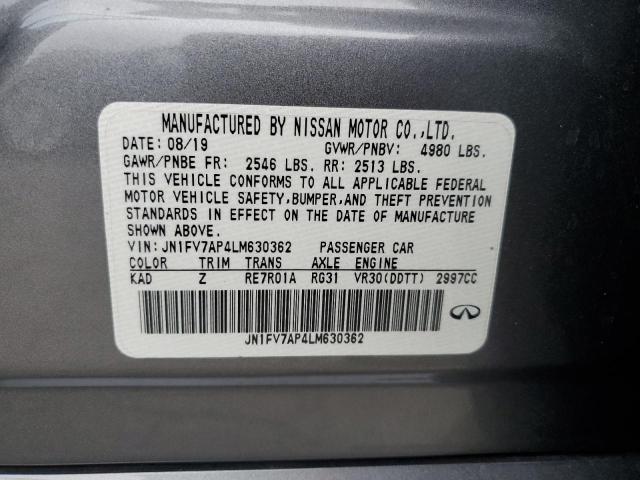 MANUFACTURED BY NISSAN MOTOR CO.,LTD.
DATE: 08/19 GVWR/PNBV: 4980 LBS.
GAWR/PNBE FR: 2546 LBS. RR: 2513 LBS.
THIS VEHICLE CONFORMS TO ALL APPLICABLE FEDERAL
MOTOR VEHICLE SAFETY,BUMPER,AND THEFT PREVENTION
STANDARDS IN EFFECT ON THE DATE OF MANUFACTURE
SHOWN ABOVE.
VIN: JN1FV7AP4LM630362 PASSENGER CAR
COLOR TRIM TRANS AXLE ENGINE
KAD Z RE7R01A RG31 VR30(DDTT) 2997CC
JN1FV7AP4LM630362